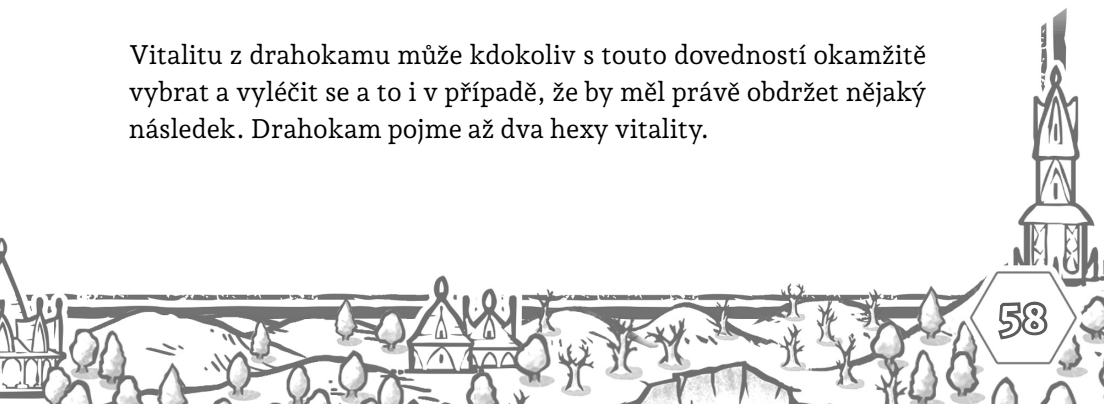 Vitalitu z drahokamu může kdokoliv s touto dovedností okamžitě
vybrat a vyléčit se a to i v případě, že by měl právě obdržet nějaký
následek. Drahokam pojme až dva hexy vitality.
58